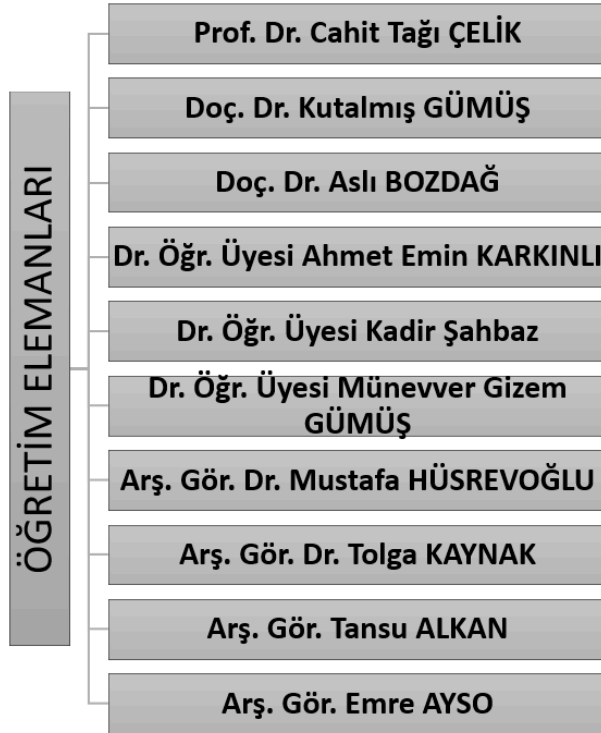 ÖĞRETİM ELEMANLARI
Prof. Dr. Cahit Tağı ÇELİK
Doç. Dr. Kutalmış GÜMÜŞ
Doç. Dr. Aslı BOZDAĞ
Dr. Öğr. Üyesi Ahmet Emin KARKINLI
Dr. Öğr. Üyesi Kadir Şahbaz
Dr. Öğr. Üyesi Münevver Gizem
GÜMÜŞ
Arş. Gör. Dr. Mustafa HÜSREVOĞLU
Arş. Gör. Dr. Tolga KAYNAK
Arş. Gör. Tansu ALKAN
Arş. Gör. Emre AYSO